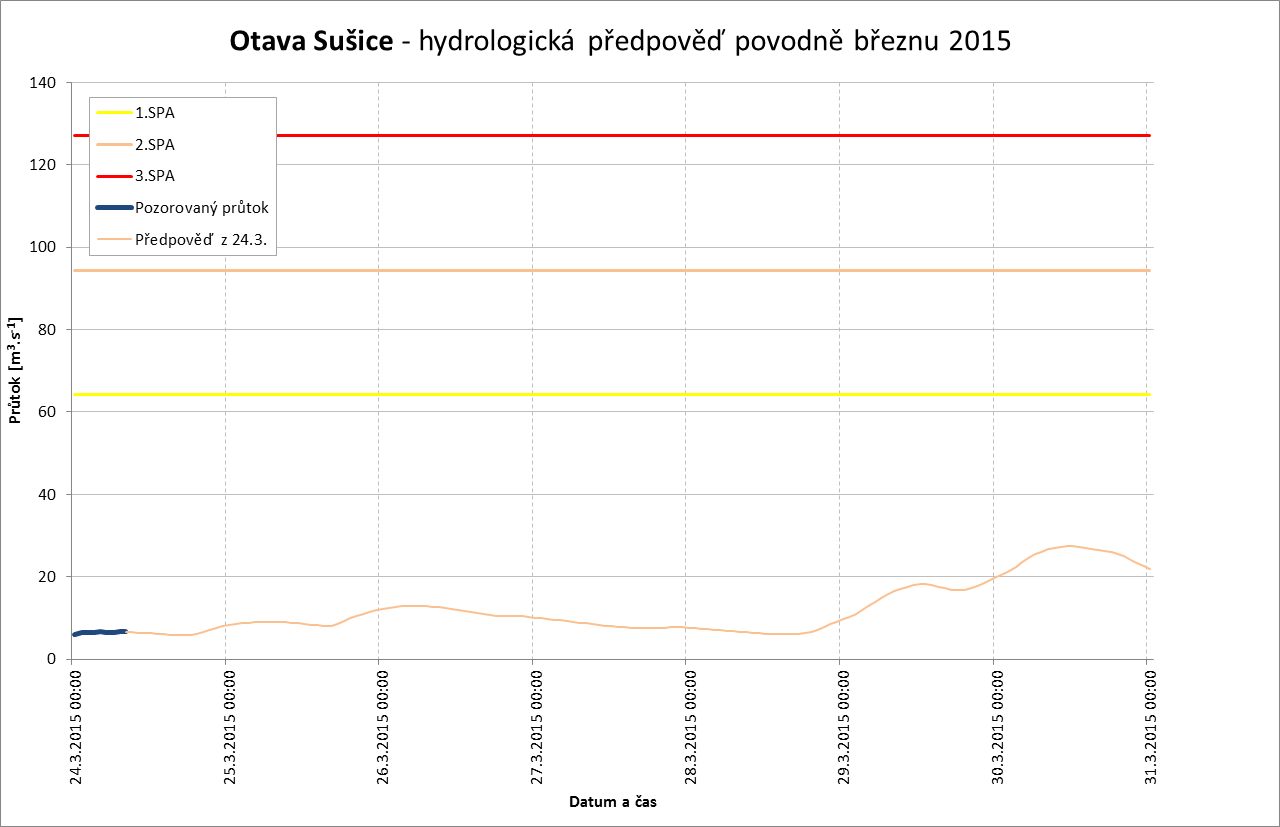 Otava Sušice - hydrologická předpověď povodně březnu 2015
140
120
100
80
60
40
20
0
1.SPA
2.SPA
3.SPA
Pozorovaný průtok
Předpověď z 24.3.
Průtok [m³.s⁻¹]
24.3.2015 00:00
25.3.2015 00:00
26.3.2015 00:00
27.3.2015 00:00
28.3.2015 00:00
29.3.2015 00:00
30.3.2015 00:00
31.3.2015 00:00
Datum a čas